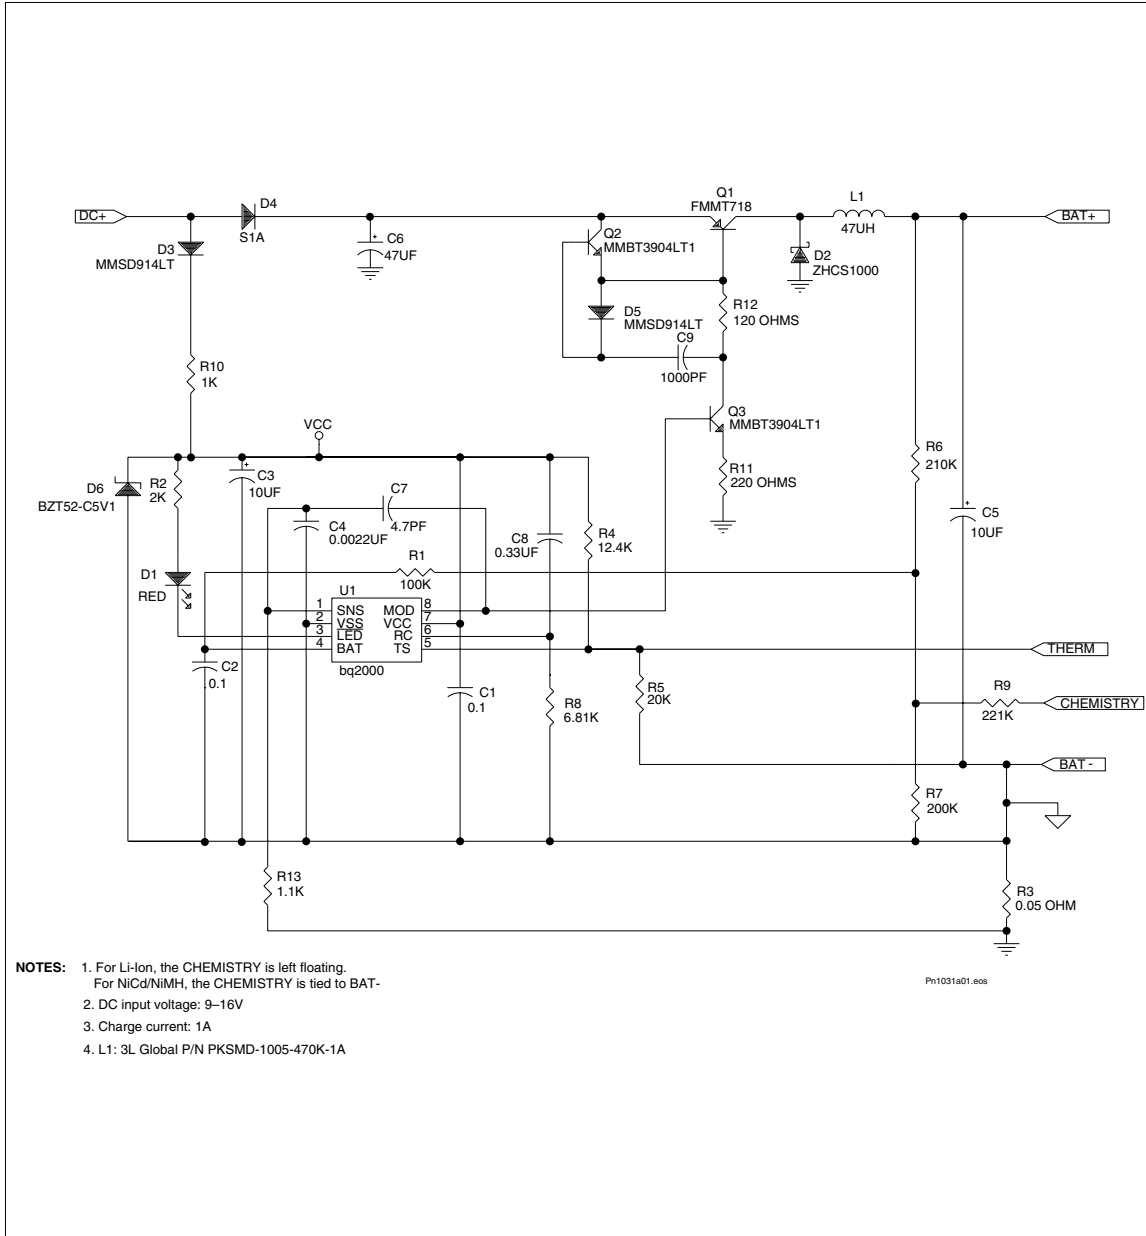 DC+
D4
S1A
D3
MMSD914LT
C6
47UF
Q2
MMBT3904LT1
Q1
FMMT718
L1
47UH
BAT+
D2
ZHCS1000
D5
MMSD914LT
R12
120 OHMS
C9
1000PF
R10
1K
Q3
MMBT3904LT1
VCC
R6
210K
R11
220 OHMS
D6
BZT52-C5V1
R2
2K
C3
10UF
C7
4.7PF
C4
0.0022UF
C8
0.33UF
R4
12.4K
C5
10UF
R1
100K
D1
RED
U1
1 SNS MOD 8
2 VSS VCC 7
3 LED RC 6
4 BAT TS 5
bq2000
THERM
C2
0.1
C1
0.1
R8
6.81K
R5
20K
R9
221K
CHEMISTRY
BAT -
R7
200K
R13
1.1K
R3
0.05 OHM
NOTES: 1. For Li-Ion, the CHEMISTRY is left floating.
For NiCd/NiMH, the CHEMISTRY is tied to BAT-
2. DC input voltage: 9–16V
3. Charge current: 1A
4. L1: 3L Global P/N PKSMD-1005-470K-1A
Pn1031a01.eos